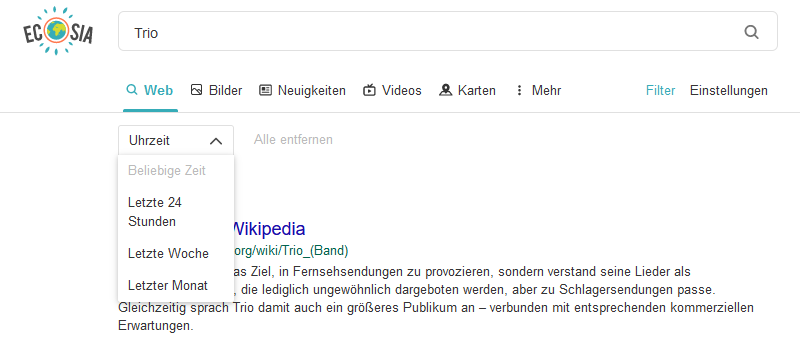 ECOSIA
Trio
Web Bilder Neuigkeiten Videos Karten Mehr Filter Einstellungen
Uhrzeit Alle entfernen
Beliebige Zeit
Letzte 24
Stunden
Letzte Woche
Letzter Monat
Wikipedia
org/wiki/Trio_(Band)
as Ziel, in Fernsehsendungen zu provozieren, sondern verstand seine Lieder als
, die lediglich ungewöhnlich dargeboten werden, aber zu Schlagersendungen passe.
Gleichzeitig sprach Trio damit auch ein größeres Publikum an – verbunden mit entsprechenden kommerziellen
Erwartungen.